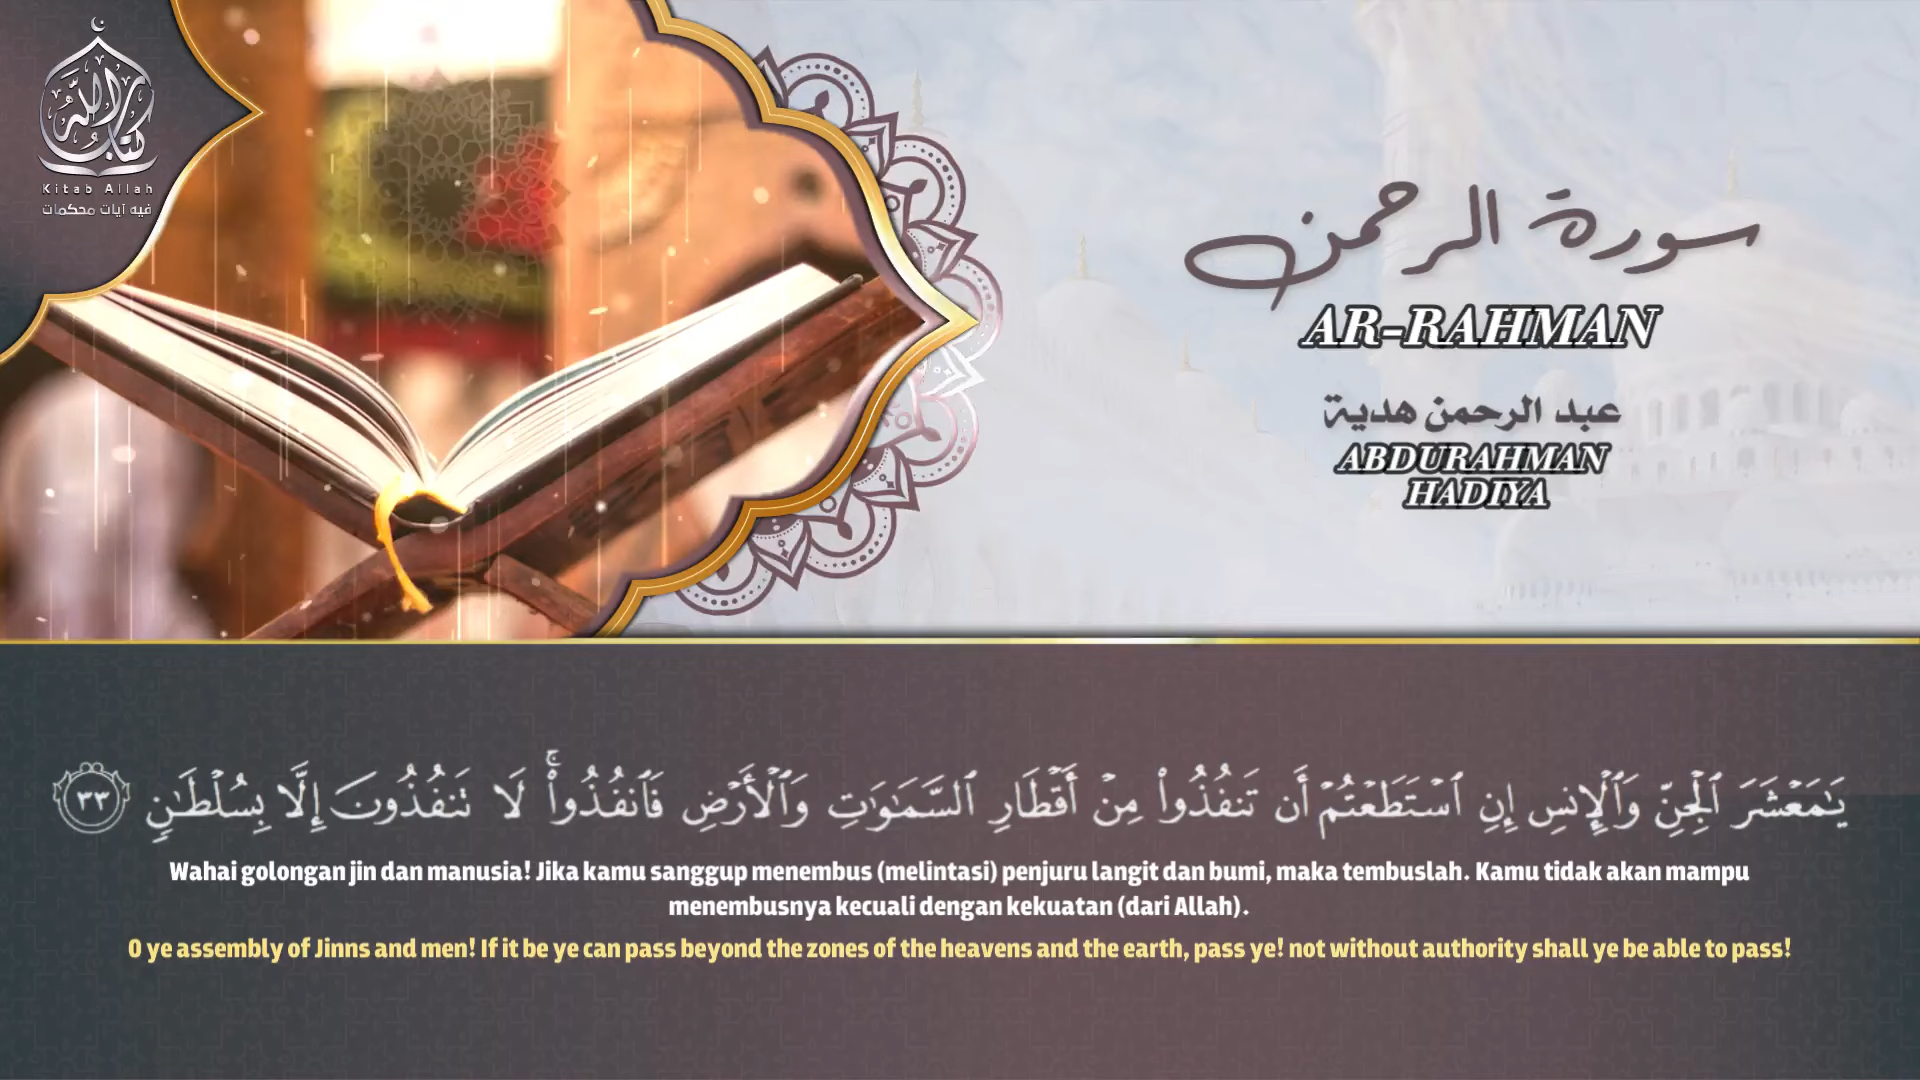 كتاب الله
Kitab Allah
فيه آيات محكمات
سورة الرحمن
AR-RAHMAN
عبد الرحمن هدية
ABDURAHMAN
HADIYA
يَٰمَعۡشَرَ ٱلۡجِنِّ وَٱلۡإِنسِ إِنِ ٱسۡتَطَعۡتُمۡ أَن تَنفُذُواْ مِنۡ أَقۡطَارِ ٱلسَّمَٰوَٰتِ وَٱلۡأَرۡضِ فَٱنفُذُواْۚ لَا تَنفُذُونَ إِلَّا بِسُلۡطَٰنٖ ٣٣
Wahai golongan jin dan manusia! Jika kamu sanggup menembus (melintasi) penjuru langit dan bumi, maka tembuslah. Kamu tidak akan mampu
menembusnya kecuali dengan kekuatan (dari Allah).
O ye assembly of Jinns and men! If it be ye can pass beyond the zones of the heavens and the earth, pass ye! not without authority shall ye be able to pass!